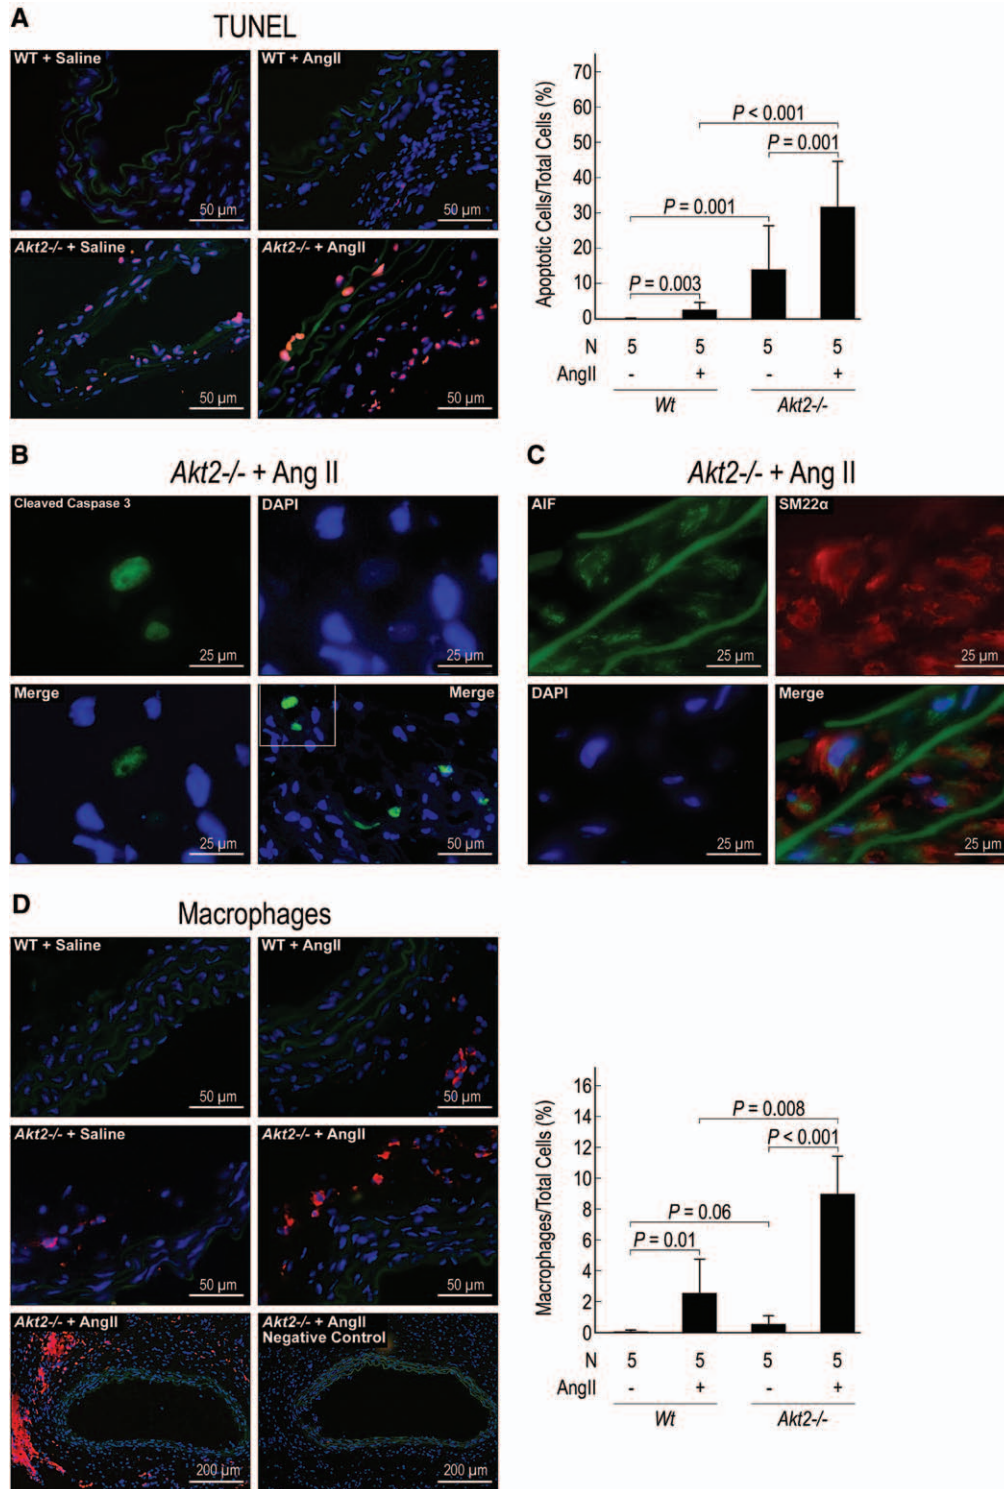 A
TUNEL
WT + Saline
50 µm
WT + AngII
50 µm
Akt2-/- + Saline
50 µm
Akt2-/- + AngII
50 µm
Apoptotic Cells/Total Cells (%)
70
60
50
40
30
20
10
0
P < 0.001
P = 0.001
P = 0.001
P = 0.003
N 5 5 5 5
AngII - + - +
Wt Akt2-/-
B
Akt2-/- + Ang II
Cleaved Caspase 3
25 µm
DAPI
25 µm
Merge
25 µm
Merge
50 µm
C
Akt2-/- + Ang II
AIF
25 µm
SM22α
25 µm
DAPI
25 µm
Merge
25 µm
D
Macrophages
WT + Saline
50 µm
WT + AngII
50 µm
Akt2-/- + Saline
50 µm
Akt2-/- + AngII
50 µm
Akt2-/- + AngII
200 µm
Akt2-/- + AngII
Negative Control
200 µm
Macrophages/Total Cells (%)
16
14
12
10
8
6
4
2
0
P = 0.008
P < 0.001
P = 0.06
P = 0.01
N 5 5 5 5
AngII - + - +
Wt Akt2-/-